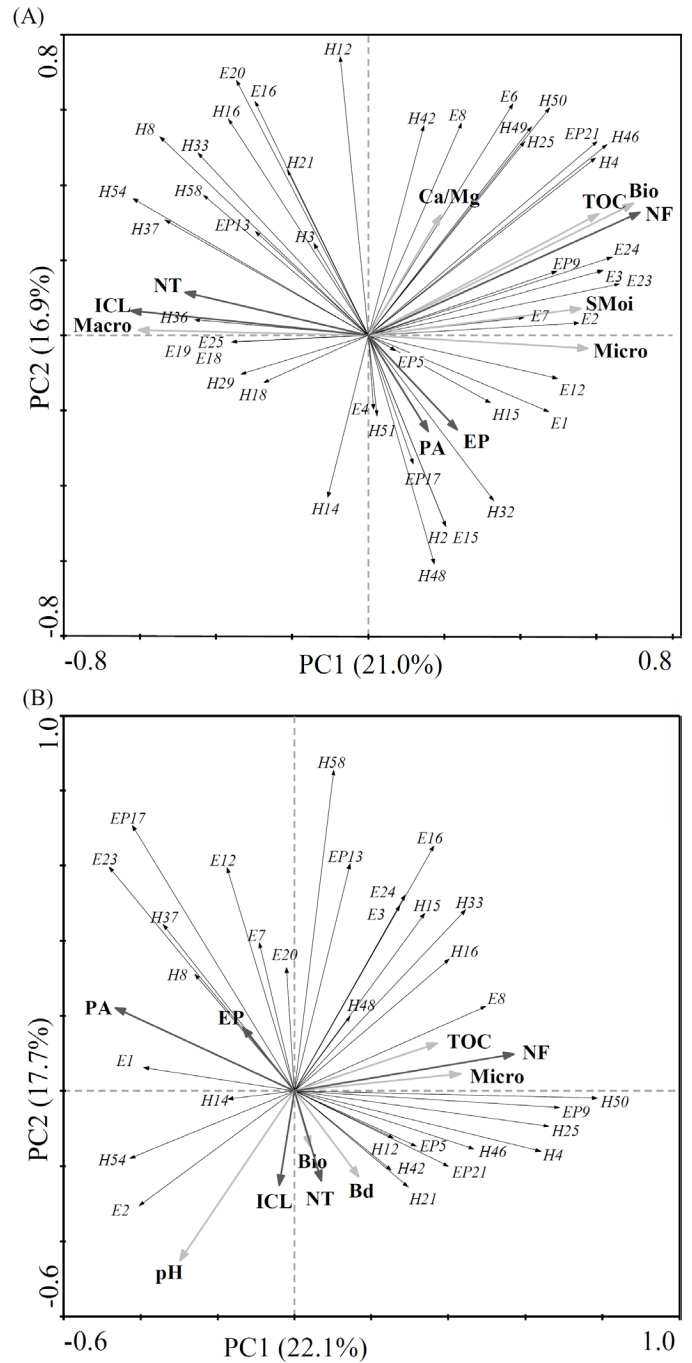 (A)
0.8
H12
E20
E16
H16
H8
H33
H21
H54
H58
H37
EP13
H3
NT
ICL
H36
Macro
E25
E19
E18
H29
H18
H42
E8
E6
H50
H49
H25
EP21
H46
H4
Ca/Mg
TOC
Bio
NF
E24
EP9
E3
E23
SMoi
E7
E2
Micro
EP5
E12
E4
H51
H15
E1
PA
EP
EP17
H14
H32
H2
E15
H48
PC2 (16.9%)
-0.8
-0.8
PC1 (21.0%)
0.8
(B)
1.0
H58
EP17
E23
E12
EP13
E16
E24
E3
H15
H33
H37
E7
H8
E20
H16
H48
E8
PA
EP
TOC
NF
E1
Micro
H14
H50
EP9
H25
H54
H12
EP5
H46
H4
Bio
H42
EP21
E2
ICL
NT
Bd
H21
pH
PC2 (17.7%)
-0.6
-0.6
PC1 (22.1%)
1.0